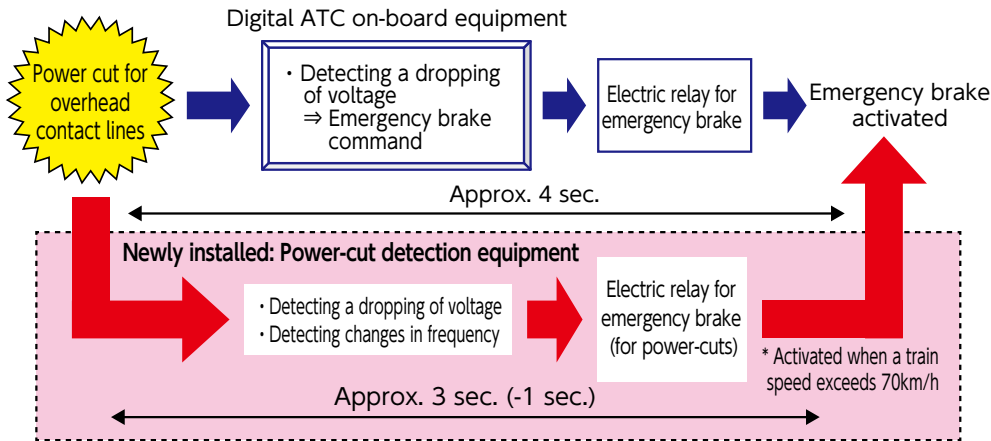 Digital ATC on-board equipment
Power cut for
overhead
contact lines
・Detecting a dropping
of voltage
⇒ Emergency brake
command
Electric relay for
emergency brake
Emergency brake
activated
Approx. 4 sec.
Newly installed: Power-cut detection equipment
・Detecting a dropping of voltage
・Detecting changes in frequency
Electric relay for
emergency brake
(for power-cuts)
* Activated when a train
speed exceeds 70km/h
Approx. 3 sec. (-1 sec.)